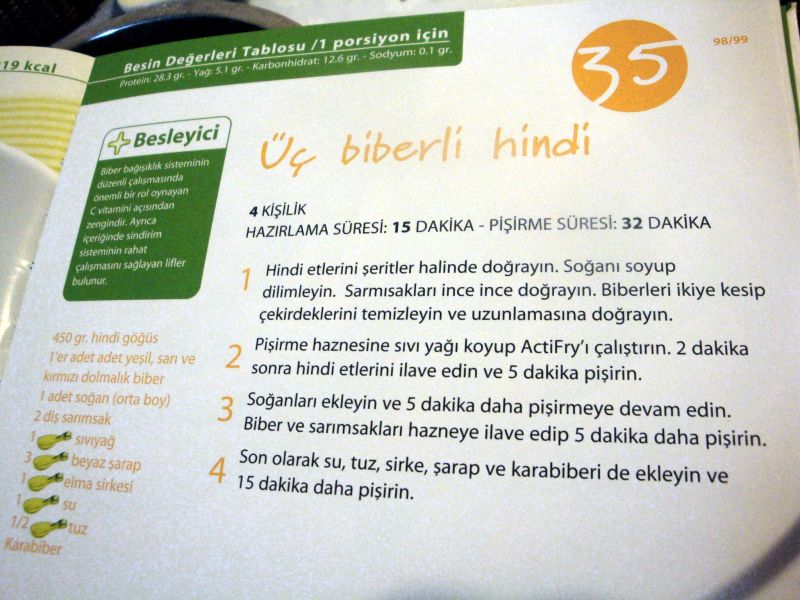 19 kcal
Besin Değerleri Tablosu /1 porsiyon için
Protein: 28.3 gr. - Yağ: 5.1 gr. - Karbonhidrat: 12.6 gr. - Sodyum: 0.1 gr.
35
98/99
Besleyici
Biber bağışıklık sisteminin
düzenli çalışmasında
önemli bir rol oynayan
C vitamini açısından
zengindir. Ayrıca
içeriğinde sindirim
sisteminin rahat
çalışmasını sağlayan lifler
bulunur.
Üç biberli hindi
4 KİŞİLİK
HAZIRLAMA SÜRESİ: 15 DAKİKA - PİŞİRME SÜRESİ: 32 DAKİKA
1 Hindi etlerini şeritler halinde doğrayın. Soğanı soyup
dilimleyin. Sarmısakları ince ince doğrayın. Biberleri ikiye kesip
çekirdeklerini temizleyin ve uzunlamasına doğrayın.
2 Pişirme haznesine sıvı yağı koyup ActiFry'ı çalıştırın. 2 dakika
sonra hindi etlerini ilave edin ve 5 dakika pişirin.
3 Soğanları ekleyin ve 5 dakika daha pişirmeye devam edin.
Biber ve sarımsakları hazneye ilave edip 5 dakika daha pişirin.
4 Son olarak su, tuz, sirke, şarap ve karabiberi de ekleyin ve
15 dakika daha pişirin.
450 gr. hindi göğüs
1'er adet adet yeşil, sarı ve
kırmızı dolmalık biber
1 adet soğan (orta boy)
2 diş sarımsak
1 sıvıyağ
3 beyaz şarap
1 elma sirkesi
1 su
1/2 tuz
Karabiber